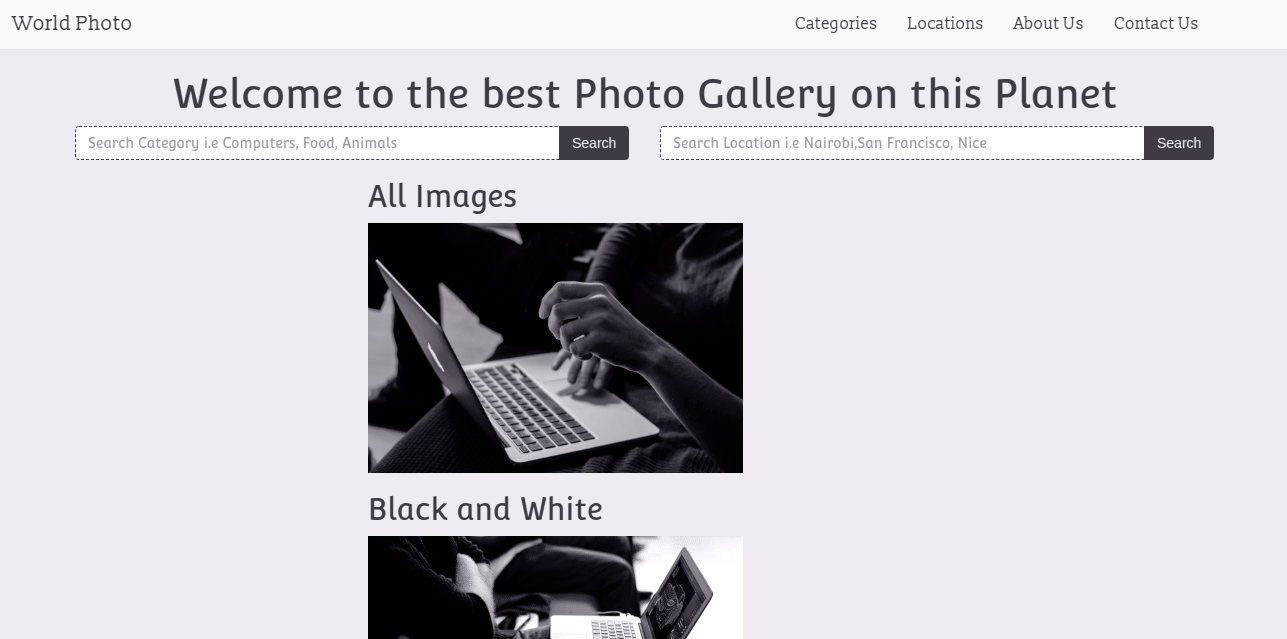 World Photo
Categories Locations About Us Contact Us
Welcome to the best Photo Gallery on this Planet
Search Category i.e Computers, Food, Animals Search
Search Location i.e Nairobi,San Francisco, Nice Search
All Images
Black and White